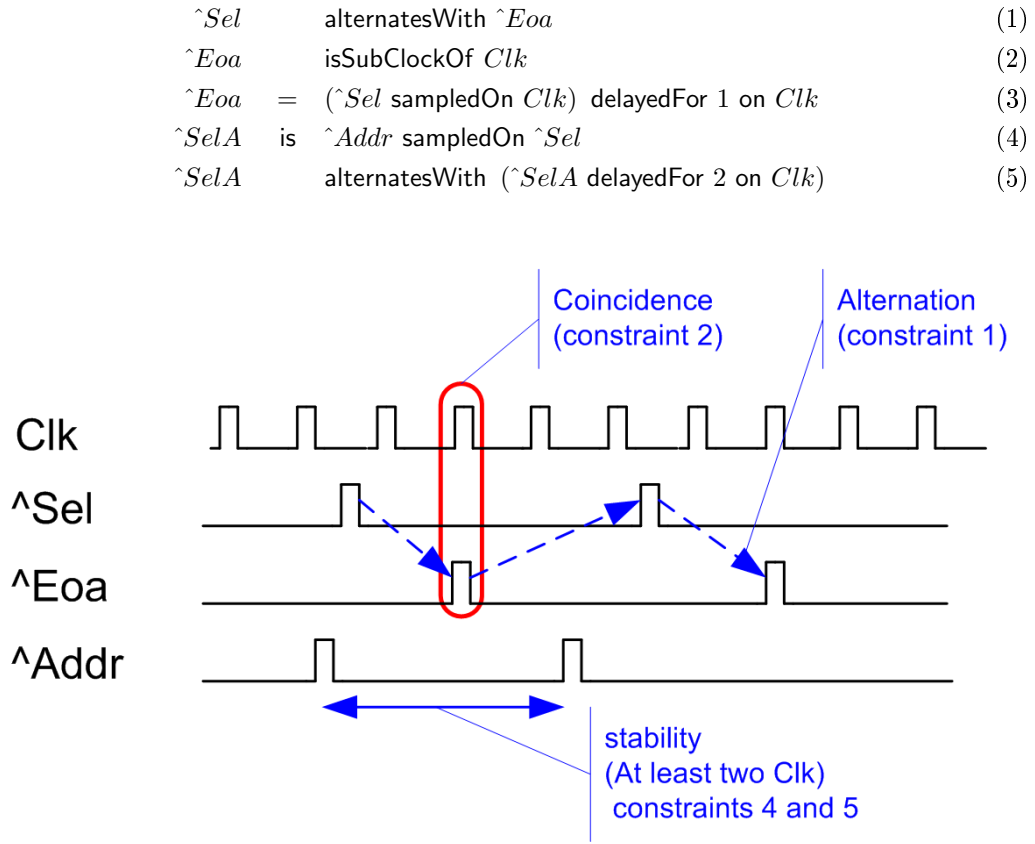 ˆSel alternatesWith ˆEoa (1)
ˆEoa isSubClockOf Clk (2)
ˆEoa = (ˆSel sampledOn Clk) delayedFor 1 on Clk (3)
ˆSelA is ˆAddr sampledOn ˆSel (4)
ˆSelA alternatesWith (ˆSelA delayedFor 2 on Clk) (5)
Coincidence
(constraint 2)
Alternation
(constraint 1)
Clk
^Sel
^Eoa
^Addr
stability
(At least two Clk)
constraints 4 and 5